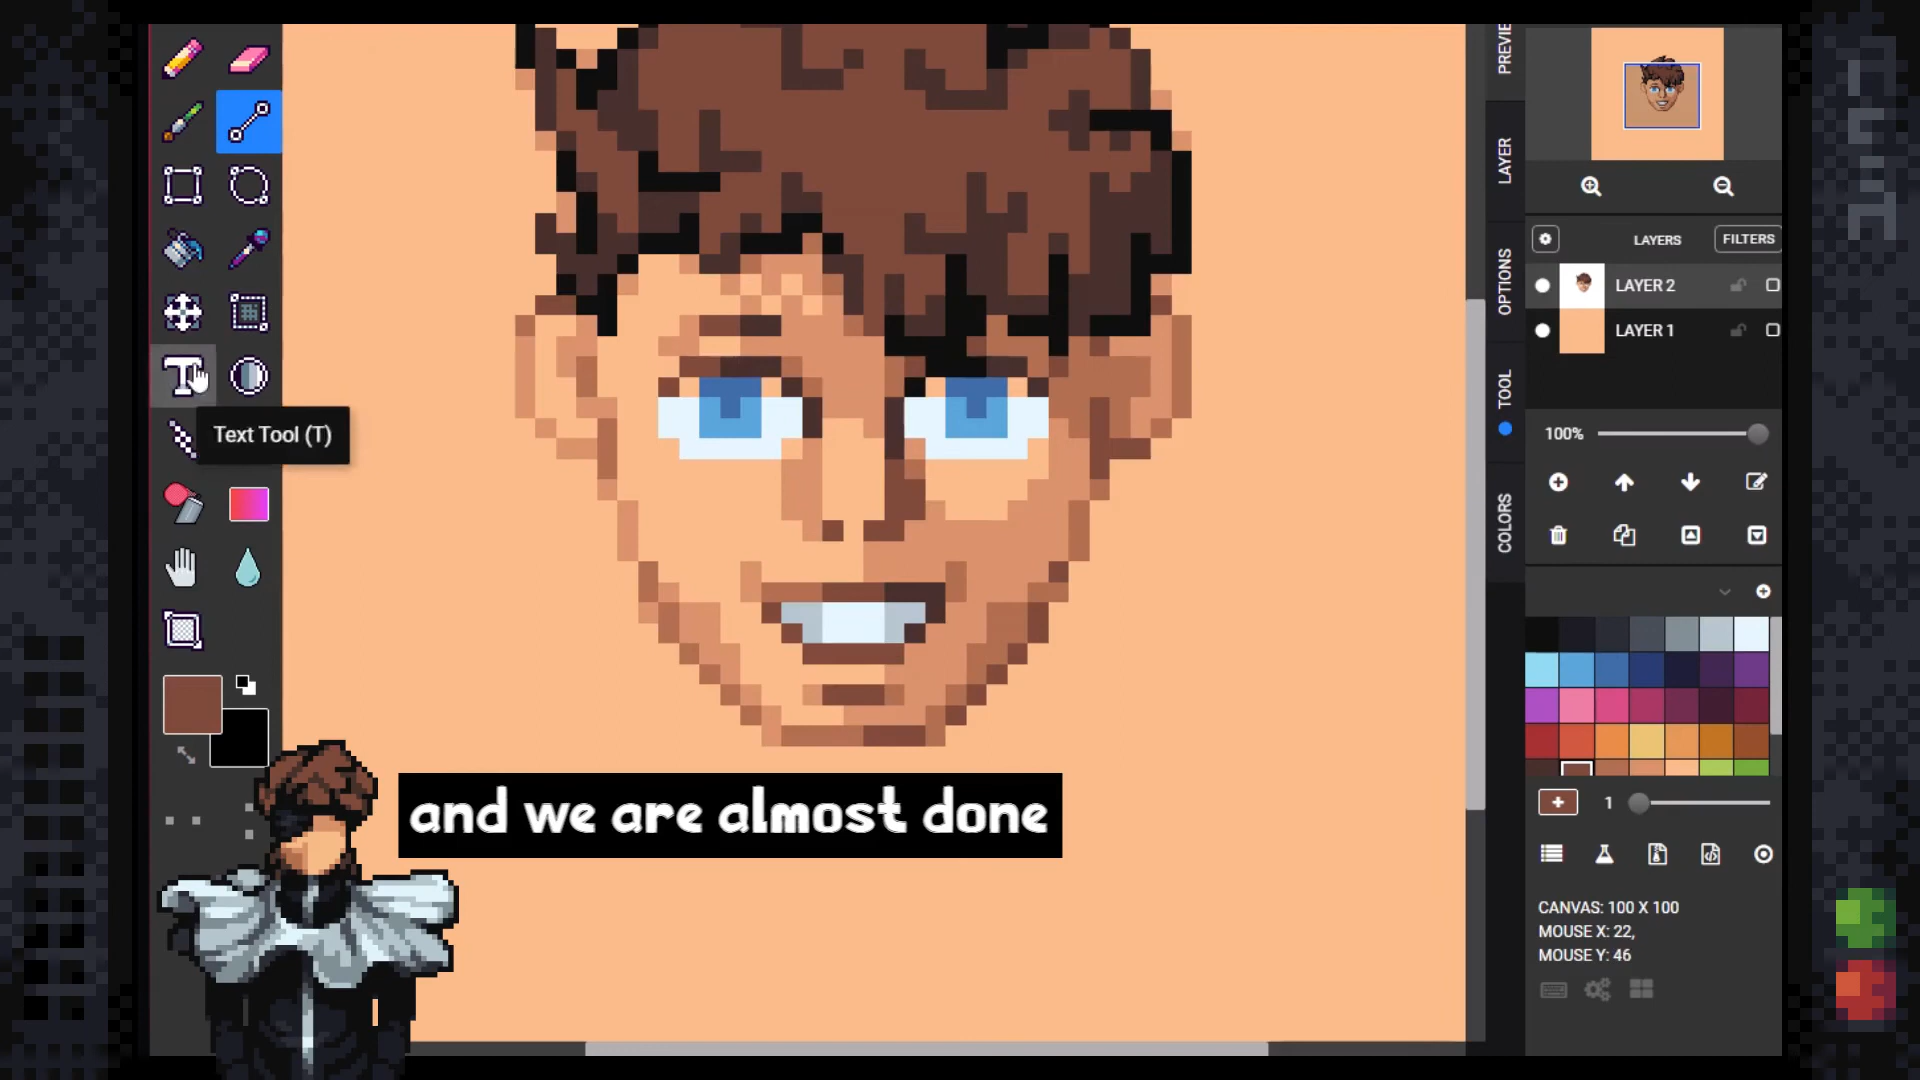 PREVIE
LAYER
OPTIONS
TOOL
COLORS
LAYERS
FILTERS
LAYER 2
LAYER 1
100%
Text Tool (T)
1
and we are almost done
CANVAS: 100 X 100
MOUSE X: 22,
MOUSE Y: 46